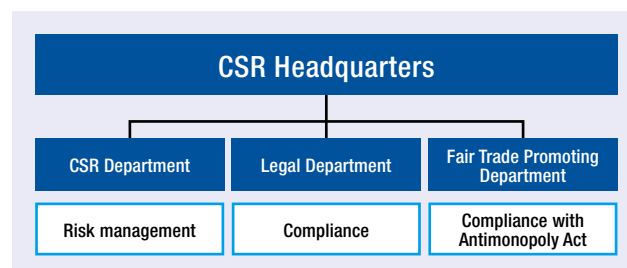 CSR Headquarters
CSR Department
Legal Department
Fair Trade Promoting
Department
Risk management
Compliance
Compliance with
Antimonopoly Act